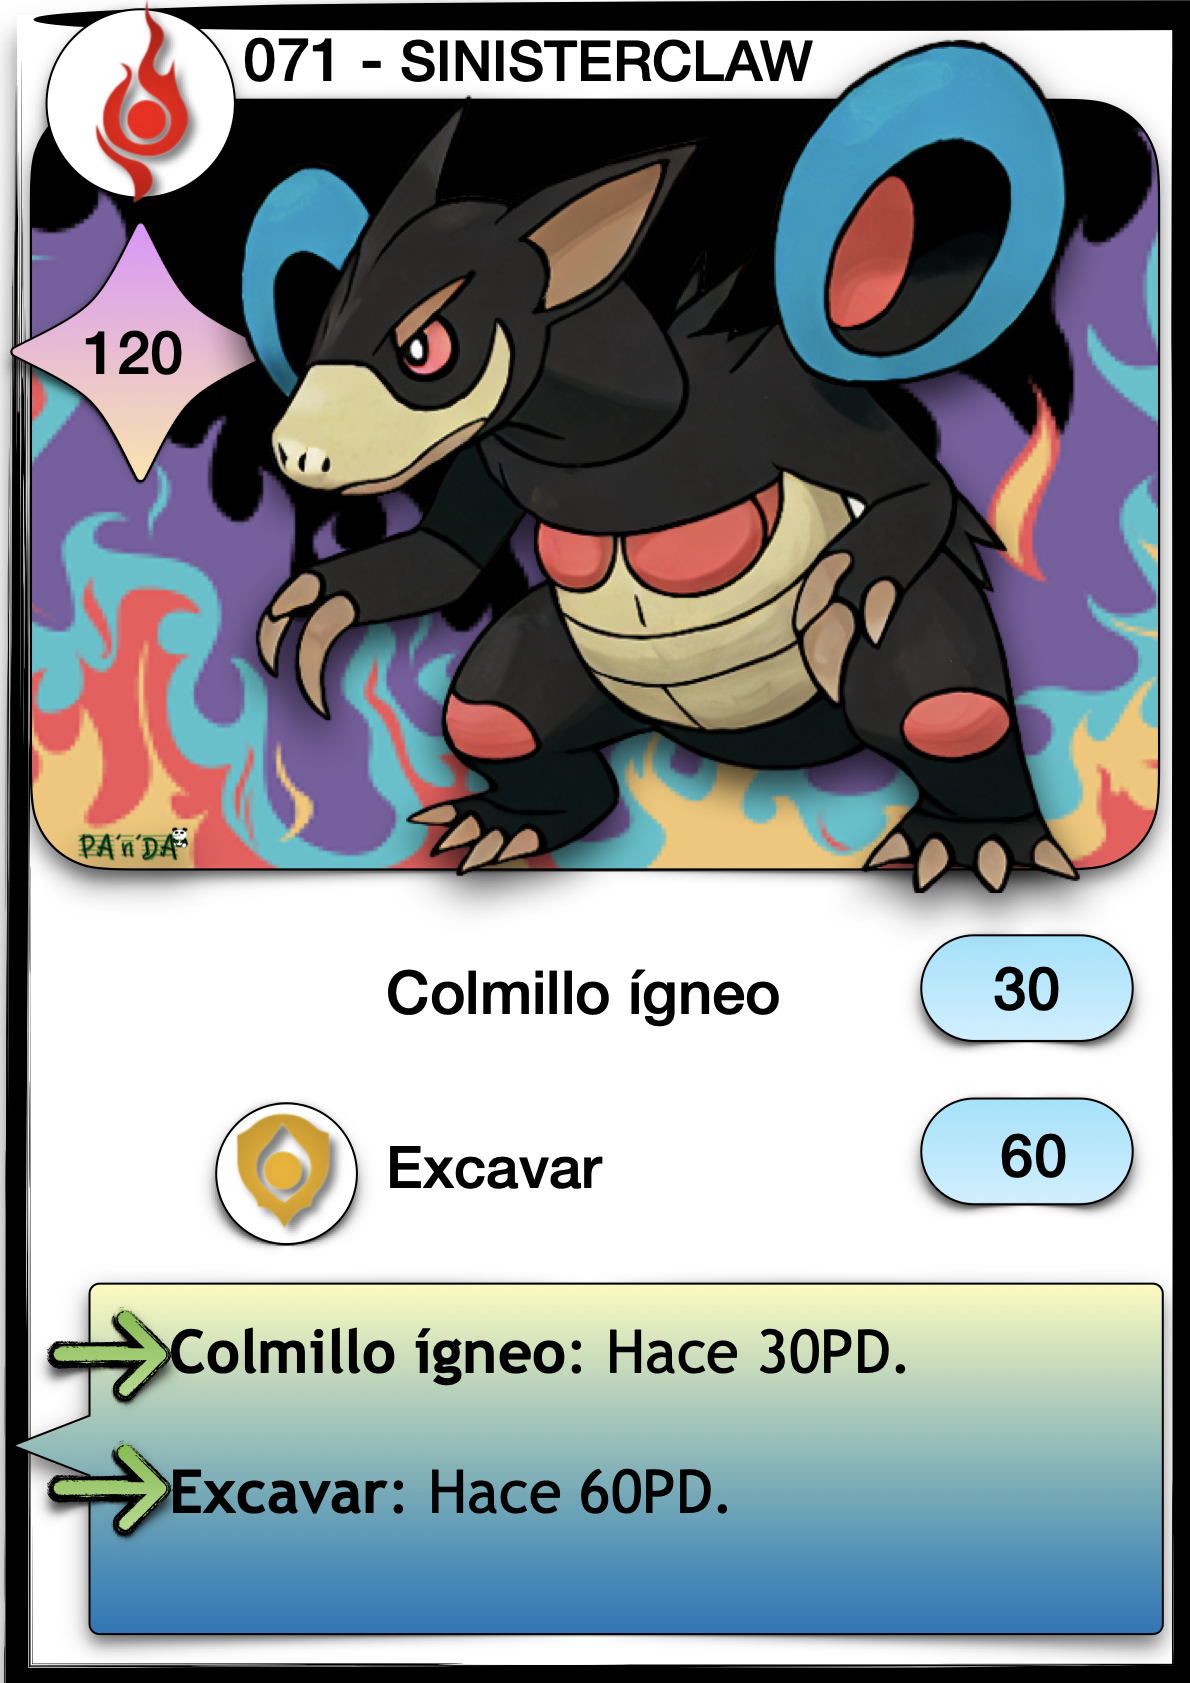 071 - SINISTERCLAW
120
PA'n'DA
Colmillo ígneo
30
Excavar
60
Colmillo ígneo: Hace 30PD.
Excavar: Hace 60PD.